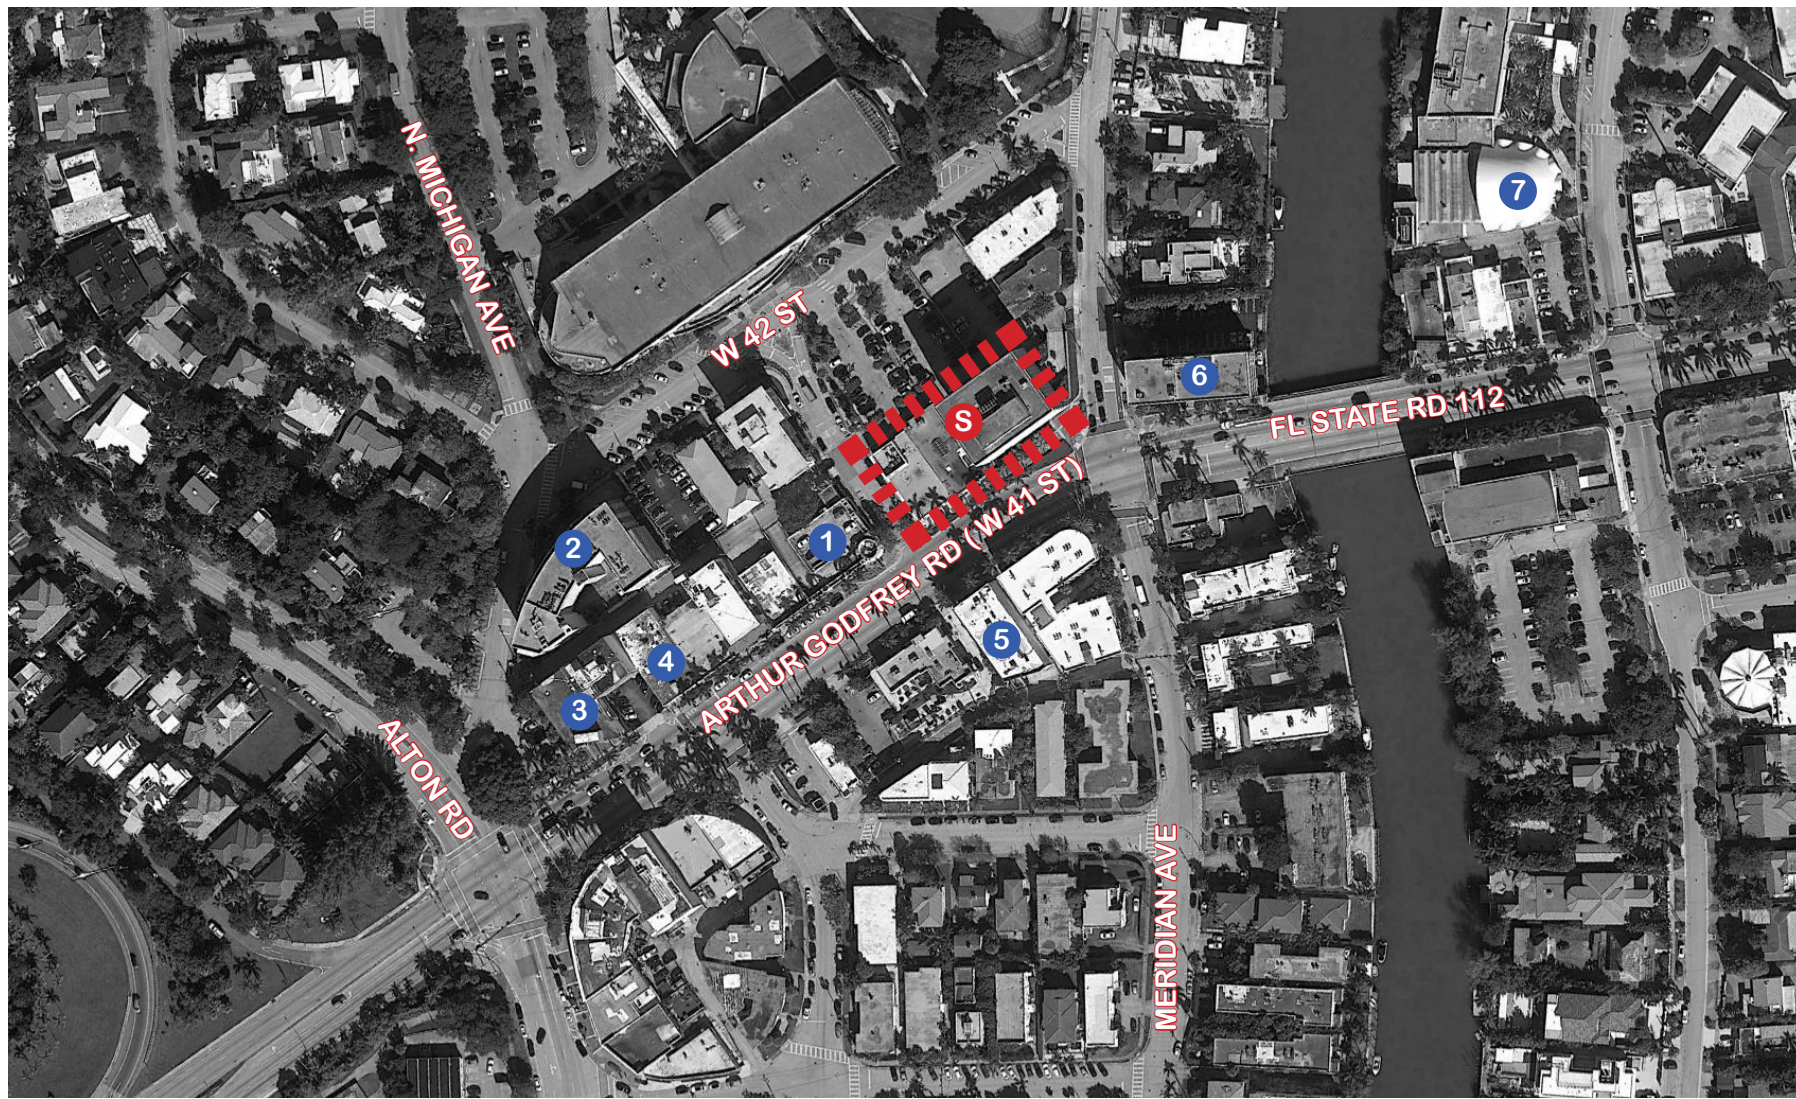 N. MICHIGAN AVE
7
W 42 ST
6
S
FL STATE RD 112
1
2
ARTHUR GODFREY RD ( W 41 ST)
5
4
3
ALTON RD
MERIDIAN AVE